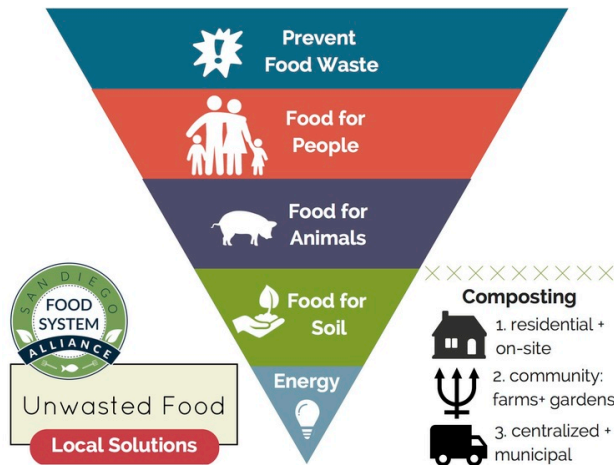 Prevent
Food Waste
Food for
People
Food for
Animals
Food for
Soil
Energy
SAN DIEGO
FOOD
SYSTEM
ALLIANCE
Unwasted Food
Local Solutions
Composting
1. residential +
on-site
2. community:
farms+ gardens
3. centralized +
municipal